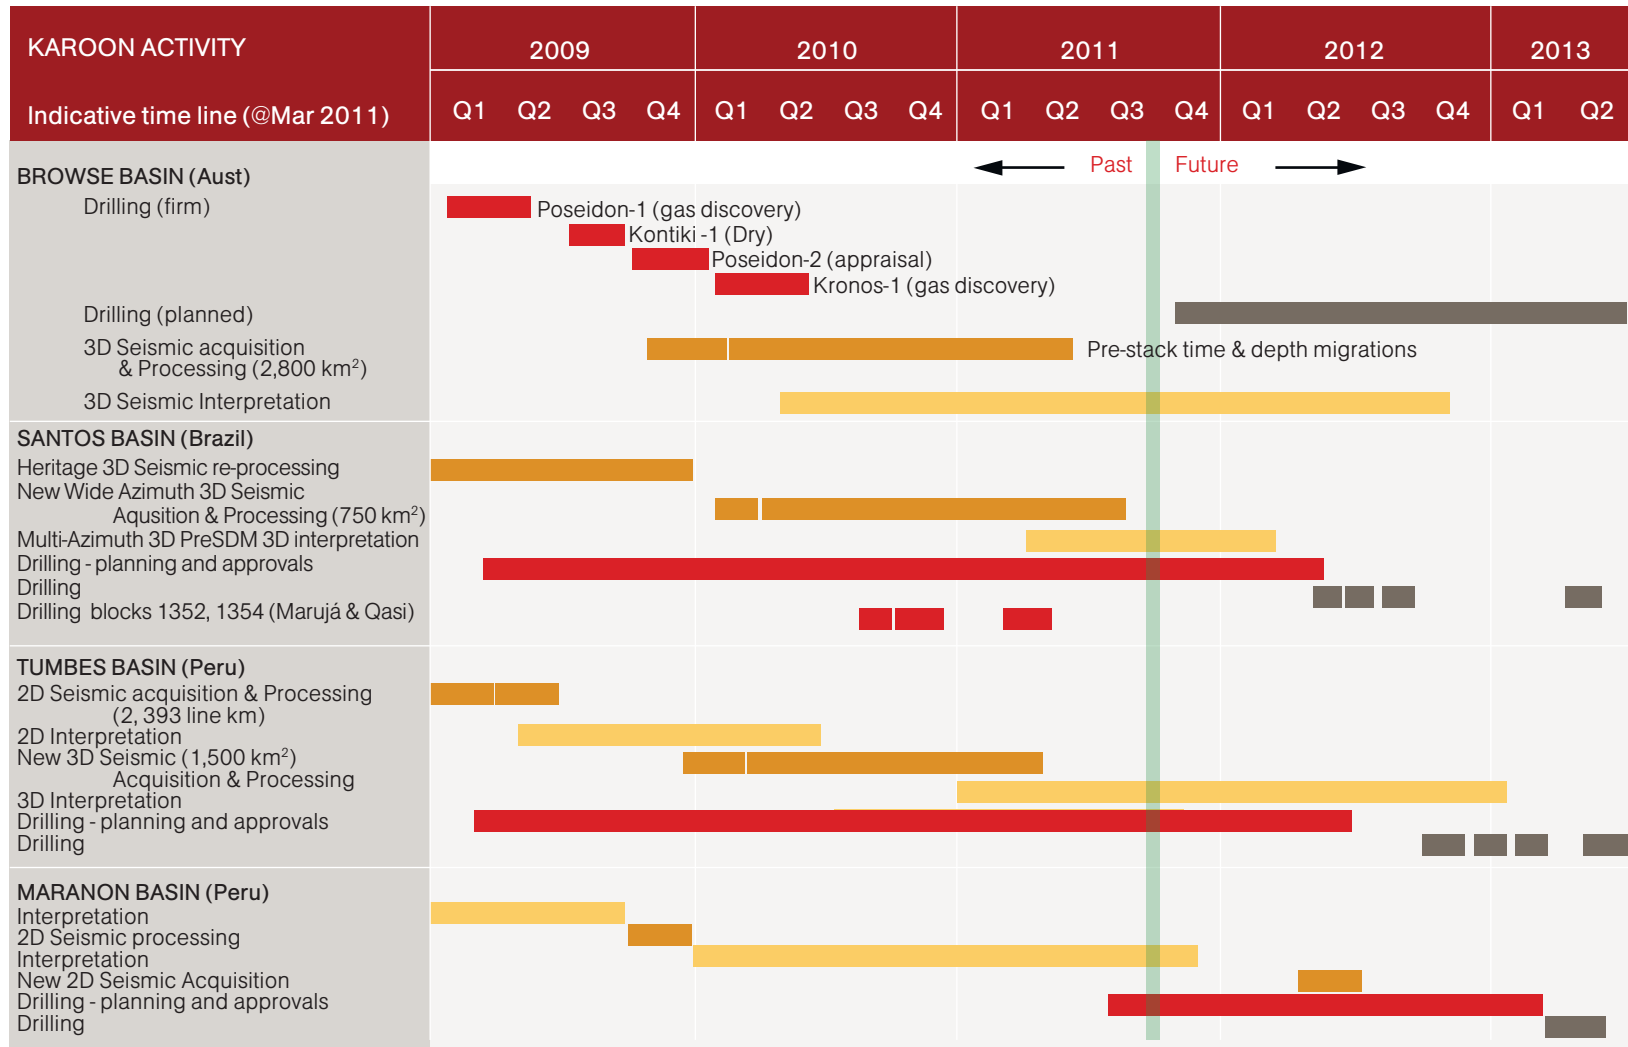 KAROON ACTIVITY
2009 2010 2011 2012 2013
Indicative time line (@Mar 2011)
Q1 Q2 Q3 Q4 Q1 Q2 Q3 Q4 Q1 Q2 Q3 Q4 Q1 Q2 Q3 Q4 Q1 Q2
Past Future
BROWSE BASIN (Aust)
Drilling (firm)
Poseidon-1 (gas discovery)
Kontiki -1 (Dry)
Poseidon-2 (appraisal)
Kronos-1 (gas discovery)
Drilling (planned)
3D Seismic acquisition
& Processing (2,800 km²)
Pre-stack time & depth migrations
3D Seismic Interpretation
SANTOS BASIN (Brazil)
Heritage 3D Seismic re-processing
New Wide Azimuth 3D Seismic
Aqusition & Processing (750 km²)
Multi-Azimuth 3D PreSDM 3D interpretation
Drilling - planning and approvals
Drilling
Drilling blocks 1352, 1354 (Marujá & Qasi)
TUMBES BASIN (Peru)
2D Seismic acquisition & Processing
(2, 393 line km)
2D Interpretation
New 3D Seismic (1,500 km²)
Acquisition & Processing
3D Interpretation
Drilling - planning and approvals
Drilling
MARANON BASIN (Peru)
Interpretation
2D Seismic processing
Interpretation
New 2D Seismic Acquisition
Drilling - planning and approvals
Drilling